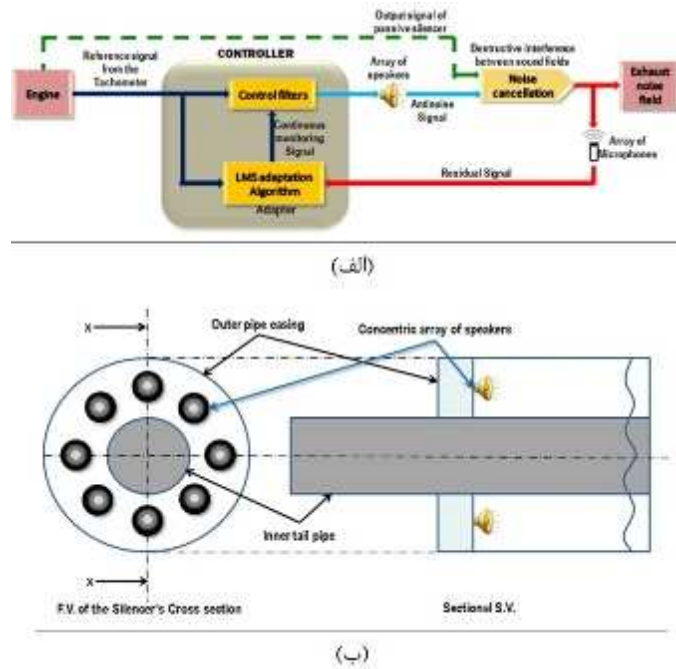 Output signal of
passive silencer
Reference signal
from the
Tachometer
CONTROLLER
Array of
speakers
Destructive interference
between sound fields
Engine
Control filters
Noise
cancellation
Exhaust
noise
field
Antinoise
Signal
Continuous
monitoring
Signal
Array of
Microphones
LMS adaptation
Algorithm
Adapter
Residual Signal
(الف)
X
Outer pipe casing
Concentric array of speakers
Inner tail pipe
X
F.V. of the Silencer's Cross section
Sectional S.V.
(ب)